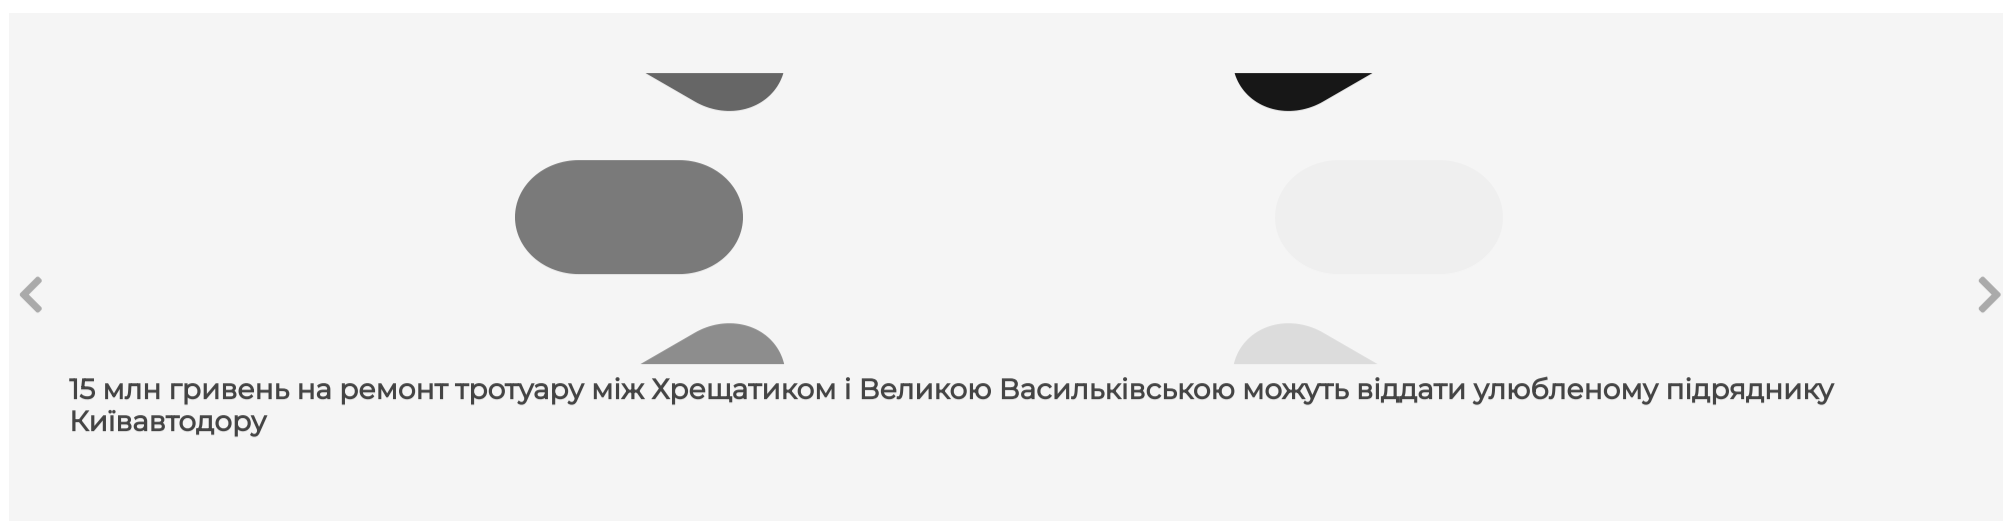 15 млн гривень на ремонт тротуару між Хрещатиком і Великою Васильківською можуть віддати улюбленому підряднику
Київавтодору